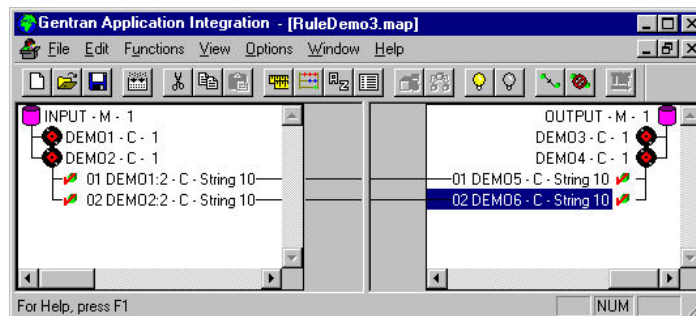 Gentran Application Integration - [RuleDemo3.map]
File Edit Functions View Options Window Help
INPUT - M - 1
DEMO1 - C - 1
DEMO2 - C - 1
01 DEMO1:2 - C - String 10
02 DEMO2:2 - C - String 10
OUTPUT - M - 1
DEMO3 - C - 1
DEMO4 - C - 1
01 DEMO5 - C - String 10
02 DEMO6 - C - String 10
For Help, press F1
NUM